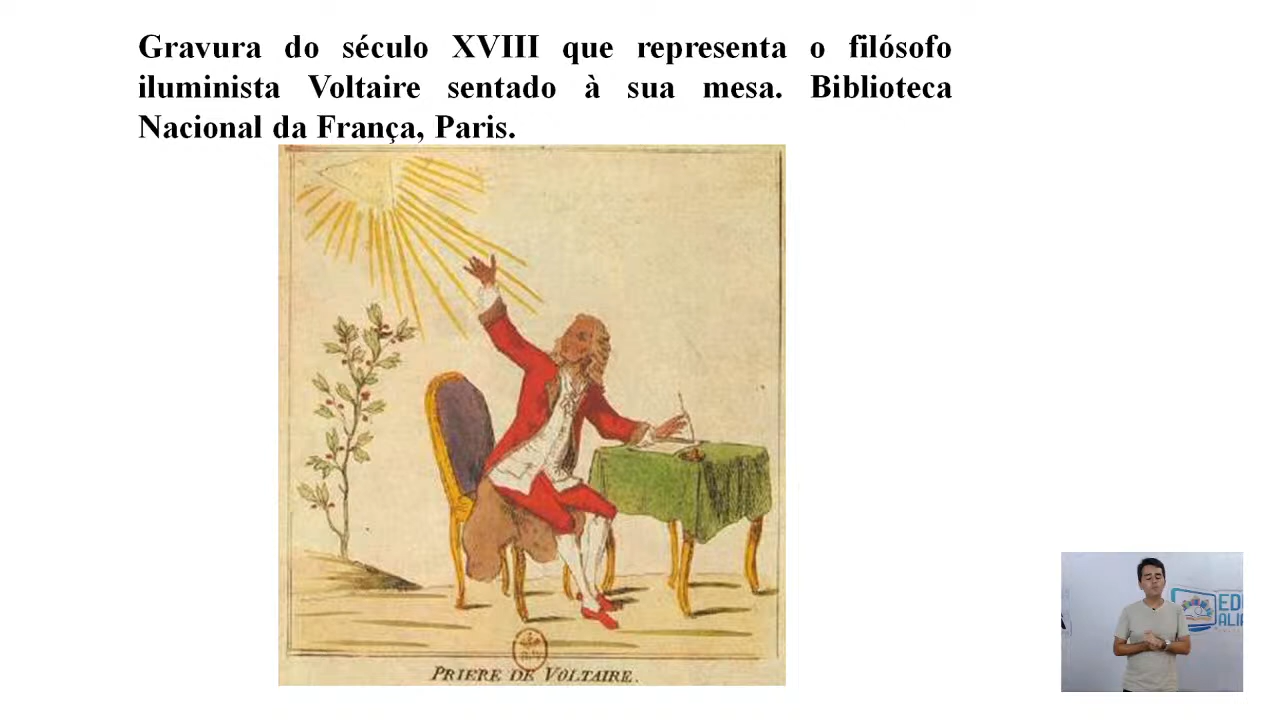 Gravura do século XVIII que representa o filósofo
iluminista Voltaire sentado à sua mesa. Biblioteca
Nacional da França, Paris.
PRIERE DE VOLTAIRE.